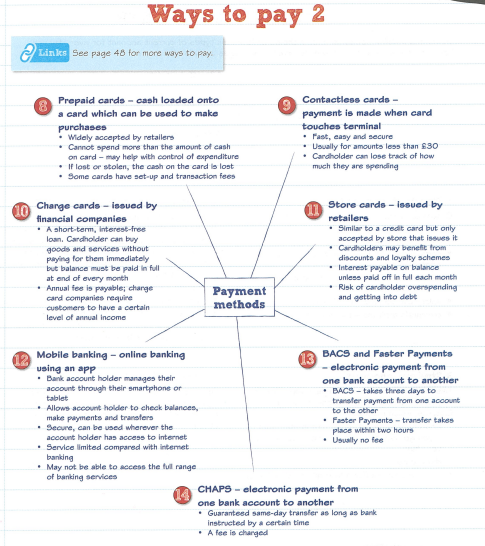 Ways to pay 2
Links See page 48 for more ways to pay.
8 Prepaid cards – cash loaded onto
a card which can be used to make
purchases
• Widely accepted by retailers
• Cannot spend more than the amount of cash
on card – may help with control of expenditure
• If lost or stolen, the cash on the card is lost
• Some cards have set-up and transaction fees
9 Contactless cards –
payment is made when card
touches terminal
• Fast, easy and secure
• Usually for amounts less than £30
• Cardholder can lose track of how
much they are spending
10 Charge cards – issued by
financial companies
• A short-term, interest-free
loan. Cardholder can buy
goods and services without
paying for them immediately
but balance must be paid in full
at end of every month
• Annual fee is payable; charge
card companies require
customers to have a certain
level of annual income
11 Store cards – issued by
retailers
• Similar to a credit card but only
accepted by store that issues it
• Cardholders may benefit from
discounts and loyalty schemes
• Interest payable on balance
unless paid off in full each month
• Risk of cardholder overspending
and getting into debt
Payment
methods
12 Mobile banking – online banking
using an app
• Bank account holder manages their
account through their smartphone or
tablet
• Allows account holder to check balances,
make payments and transfers
• Secure, can be used wherever the
account holder has access to internet
• Service limited compared with internet
banking
• May not be able to access the full range
of banking services
13 BACS and Faster Payments
– electronic payment from
one bank account to another
• BACS – takes three days to
transfer payment from one account
to the other
• Faster Payments – transfer takes
place within two hours
• Usually no fee
14 CHAPS – electronic payment from
one bank account to another
• Guaranteed same-day transfer as long as bank
instructed by a certain time
• A fee is charged